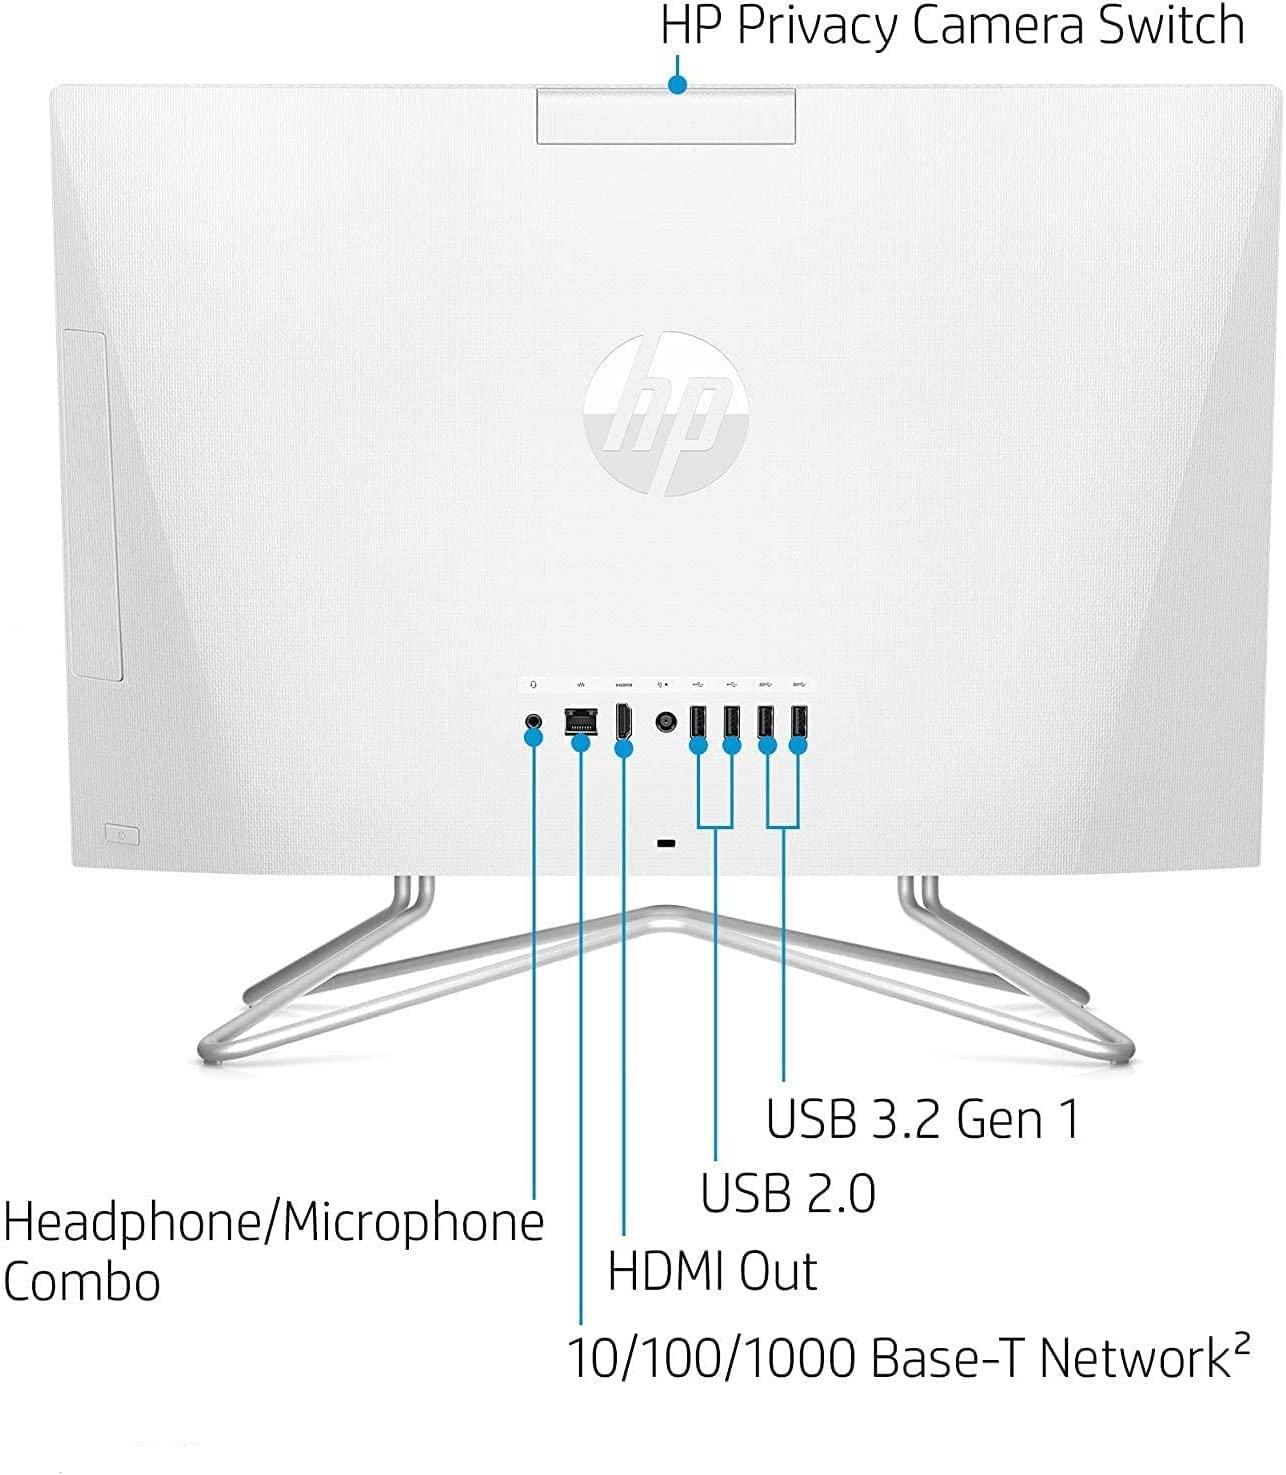 HP Privacy Camera Switch
hp
HDMI
USB 3.2 Gen 1
USB 2.0
Headphone/Microphone
Combo
HDMI Out
10/100/1000 Base-T Network²